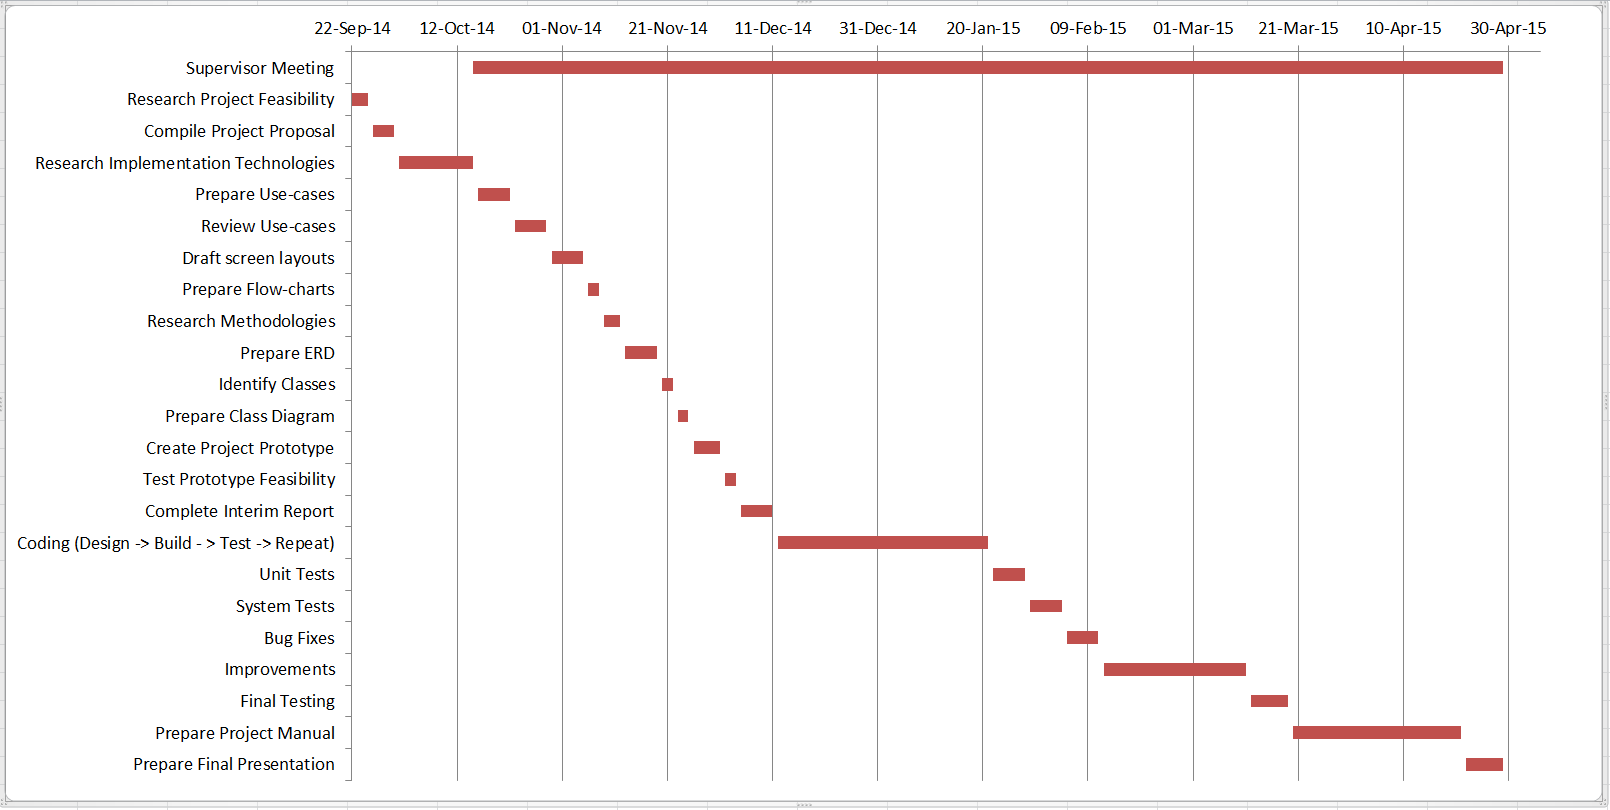 22-Sep-14 12-Oct-14 01-Nov-14 21-Nov-14 11-Dec-14 31-Dec-14 20-Jan-15 09-Feb-15 01-Mar-15 21-Mar-15 10-Apr-15 30-Apr-15
Supervisor Meeting
Research Project Feasibility
Compile Project Proposal
Research Implementation Technologies
Prepare Use-cases
Review Use-cases
Draft screen layouts
Prepare Flow-charts
Research Methodologies
Prepare ERD
Identify Classes
Prepare Class Diagram
Create Project Prototype
Test Prototype Feasibility
Complete Interim Report
Coding (Design -> Build - > Test -> Repeat)
Unit Tests
System Tests
Bug Fixes
Improvements
Final Testing
Prepare Project Manual
Prepare Final Presentation